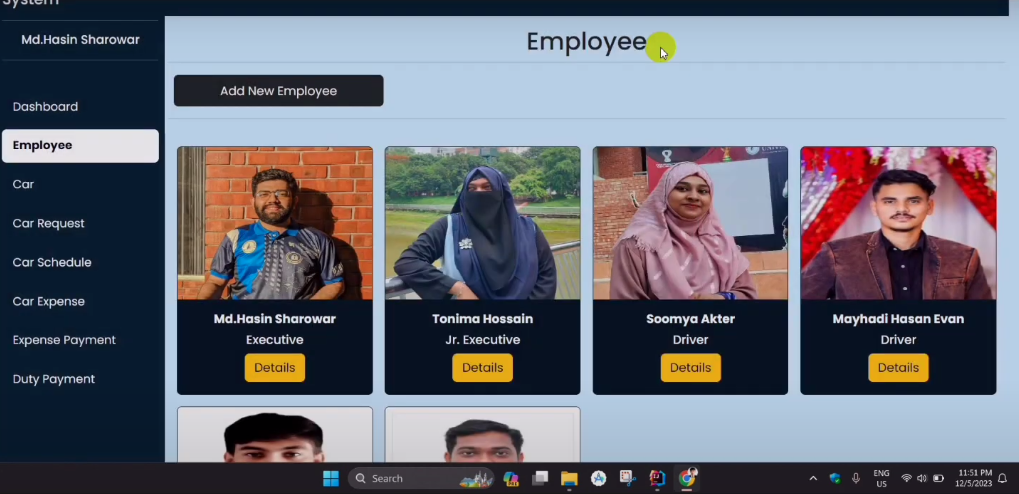 System
Md.Hasin Sharowar
Dashboard
Employee
Car
Car Request
Car Schedule
Car Expense
Expense Payment
Duty Payment
Employee
Add New Employee
Md.Hasin Sharowar
Executive
Details
Tonima Hossain
Jr. Executive
Details
Soomya Akter
Driver
Details
Mayhadi Hasan Evan
Driver
Details
Search
ENG
US
11:51 PM
12/5/2023